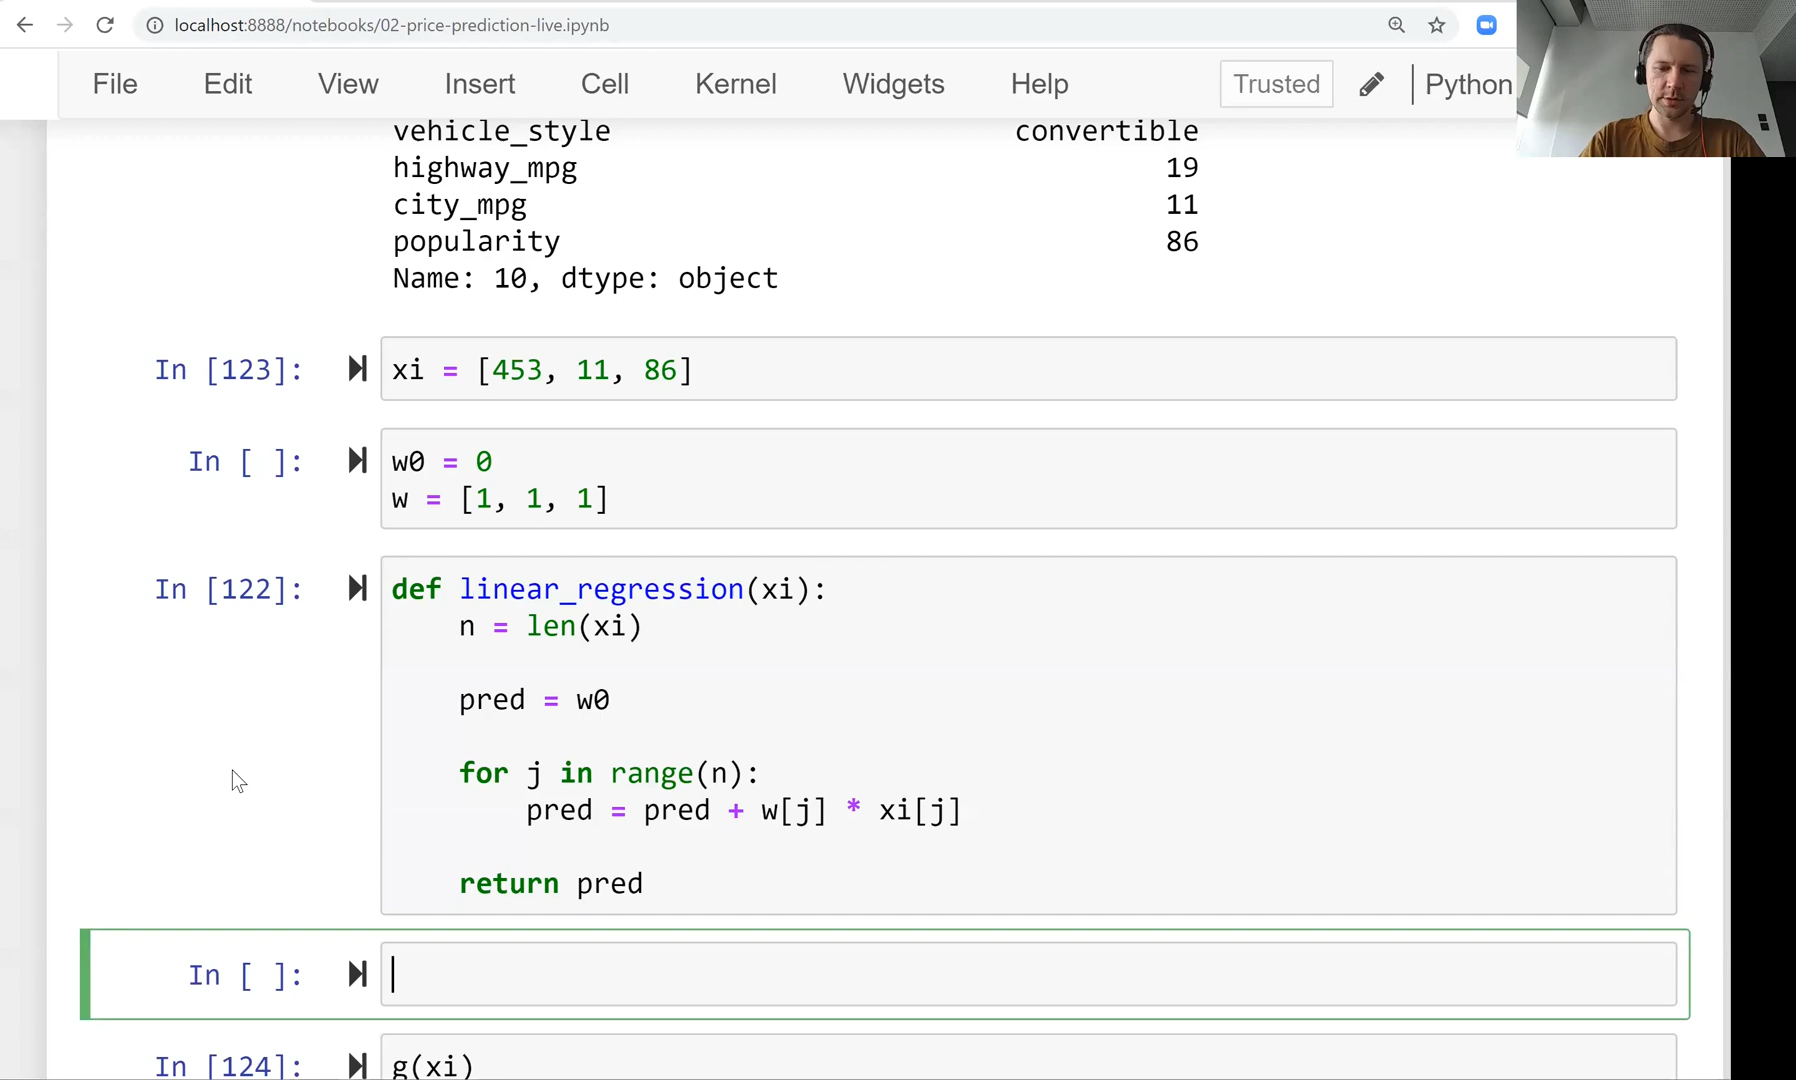 localhost:8888/notebooks/02-price-prediction-live.ipynb
File Edit View Insert Cell Kernel Widgets Help Trusted Python
vehicle_style convertible
highway_mpg 19
city_mpg 11
popularity 86
Name: 10, dtype: object
In [123]: xi = [453, 11, 86]
In [ ]: w0 = 0
w = [1, 1, 1]
In [122]: def linear_regression(xi):
n = len(xi)
pred = w0
for j in range(n):
pred = pred + w[j] * xi[j]
return pred
In [ ]:
In [124]: g(xi)